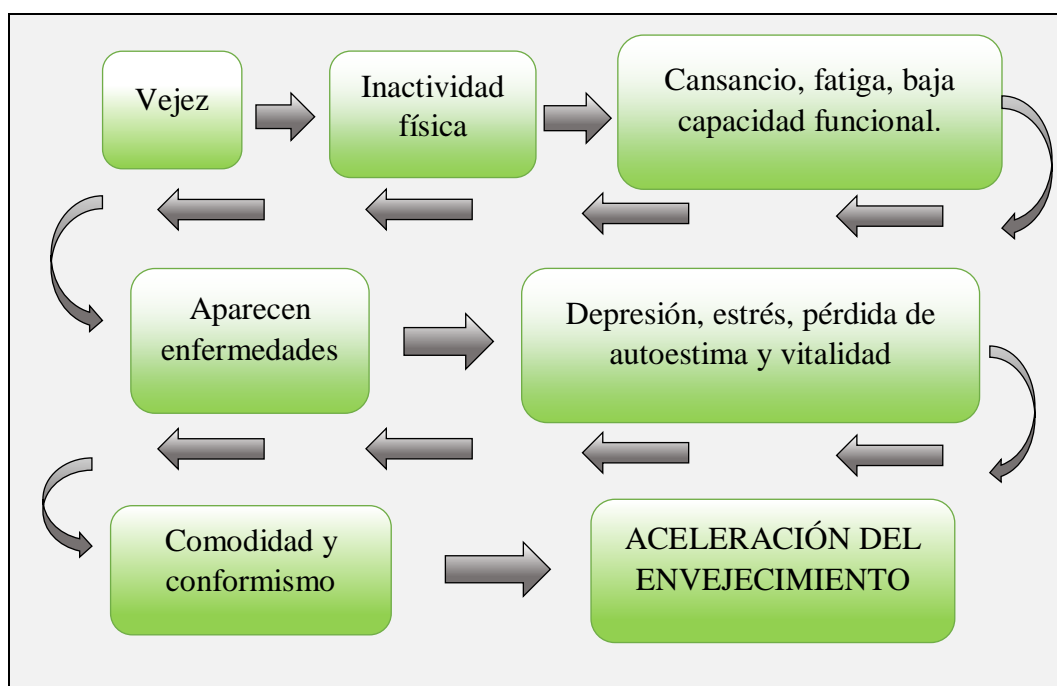 Vejez
Inactividad
física
Cansancio, fatiga, baja
capacidad funcional.
Aparecen
enfermedades
Depresión, estrés, pérdida de
autoestima y vitalidad
Comodidad y
conformismo
ACELERACIÓN DEL
ENVEJECIMIENTO